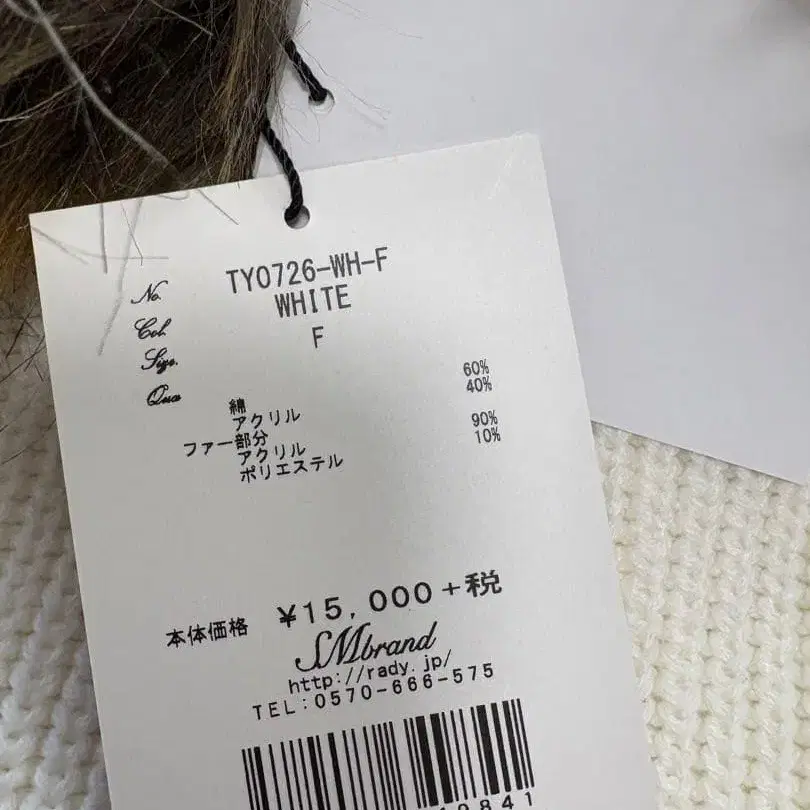 No. TY0726-WH-F
Col. WHITE
Size. F
Qua
綿 60%
アクリル 40%
ファー部分
アクリル 90%
ポリエステル 10%
本体価格 ¥15,000+税
SMbrand
http://rady.jp/
TEL:0570-666-575